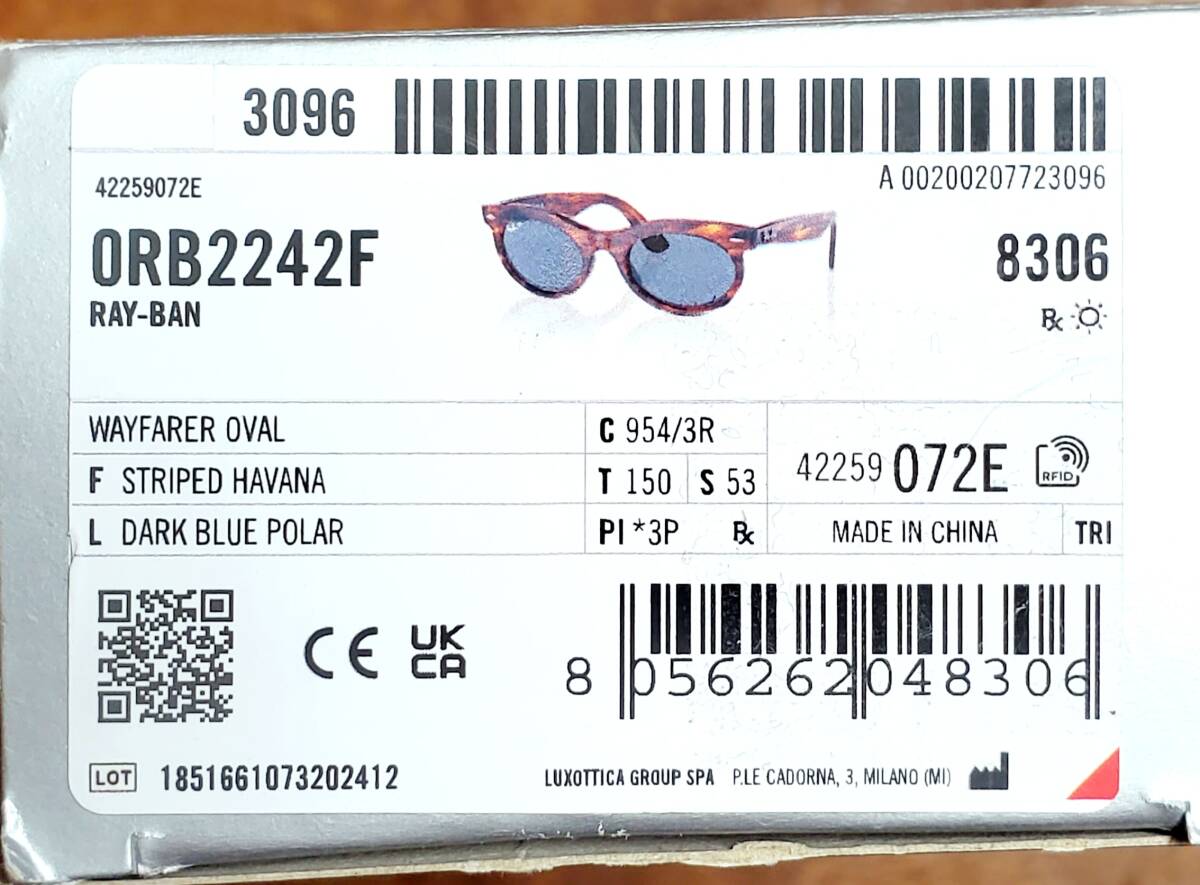 3096
A 00200207723096
42259072E
0RB2242F
8306
RAY-BAN
℞
WAYFARER OVAL
C 954/3R
F STRIPED HAVANA
T 150 S 53
42259 072E RFID
L DARK BLUE POLAR
PI *3P ℞
MADE IN CHINA TRI
CE UK
CA
8 056262 048306
LOT 1851661073202412
LUXOTTICA GROUP SPA P.LE CADORNA, 3, MILANO (MI)